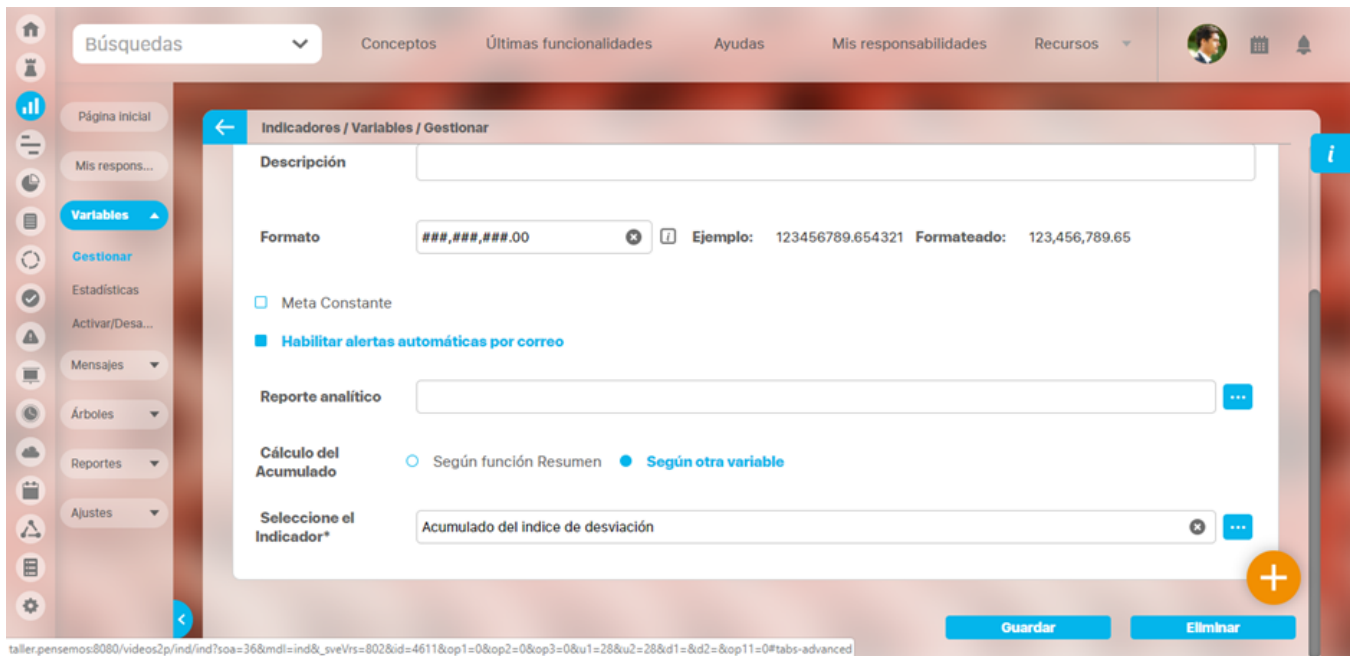 Búsquedas
Conceptos
Últimas funcionalidades
Ayudas
Mis responsabilidades
Recursos
Página inicial
Mis respons...
Variables
Gestionar
Estadísticas
Activar/Desa...
Mensajes
Árboles
Reportes
Ajustes
Indicadores / Variables / Gestionar
i
Descripción
Formato
###,###,###.00
i
Ejemplo: 123456789.654321 Formateado: 123,456,789.65
Meta Constante
Habilitar alertas automáticas por correo
Reporte analítico
...
Cálculo del
Acumulado
Según función Resumen
Según otra variable
Seleccione el
Indicador*
Acumulado del indice de desviación
...
Guardar
Eliminar
taller.pensemos:8080/videos2p/ind/ind?soa=36&mdl=ind&_sveVrs=802&id=4611&op1=0&op2=0&op3=0&u1=28&u2=28&d1=&d2=&op11=0#tabs-advanced